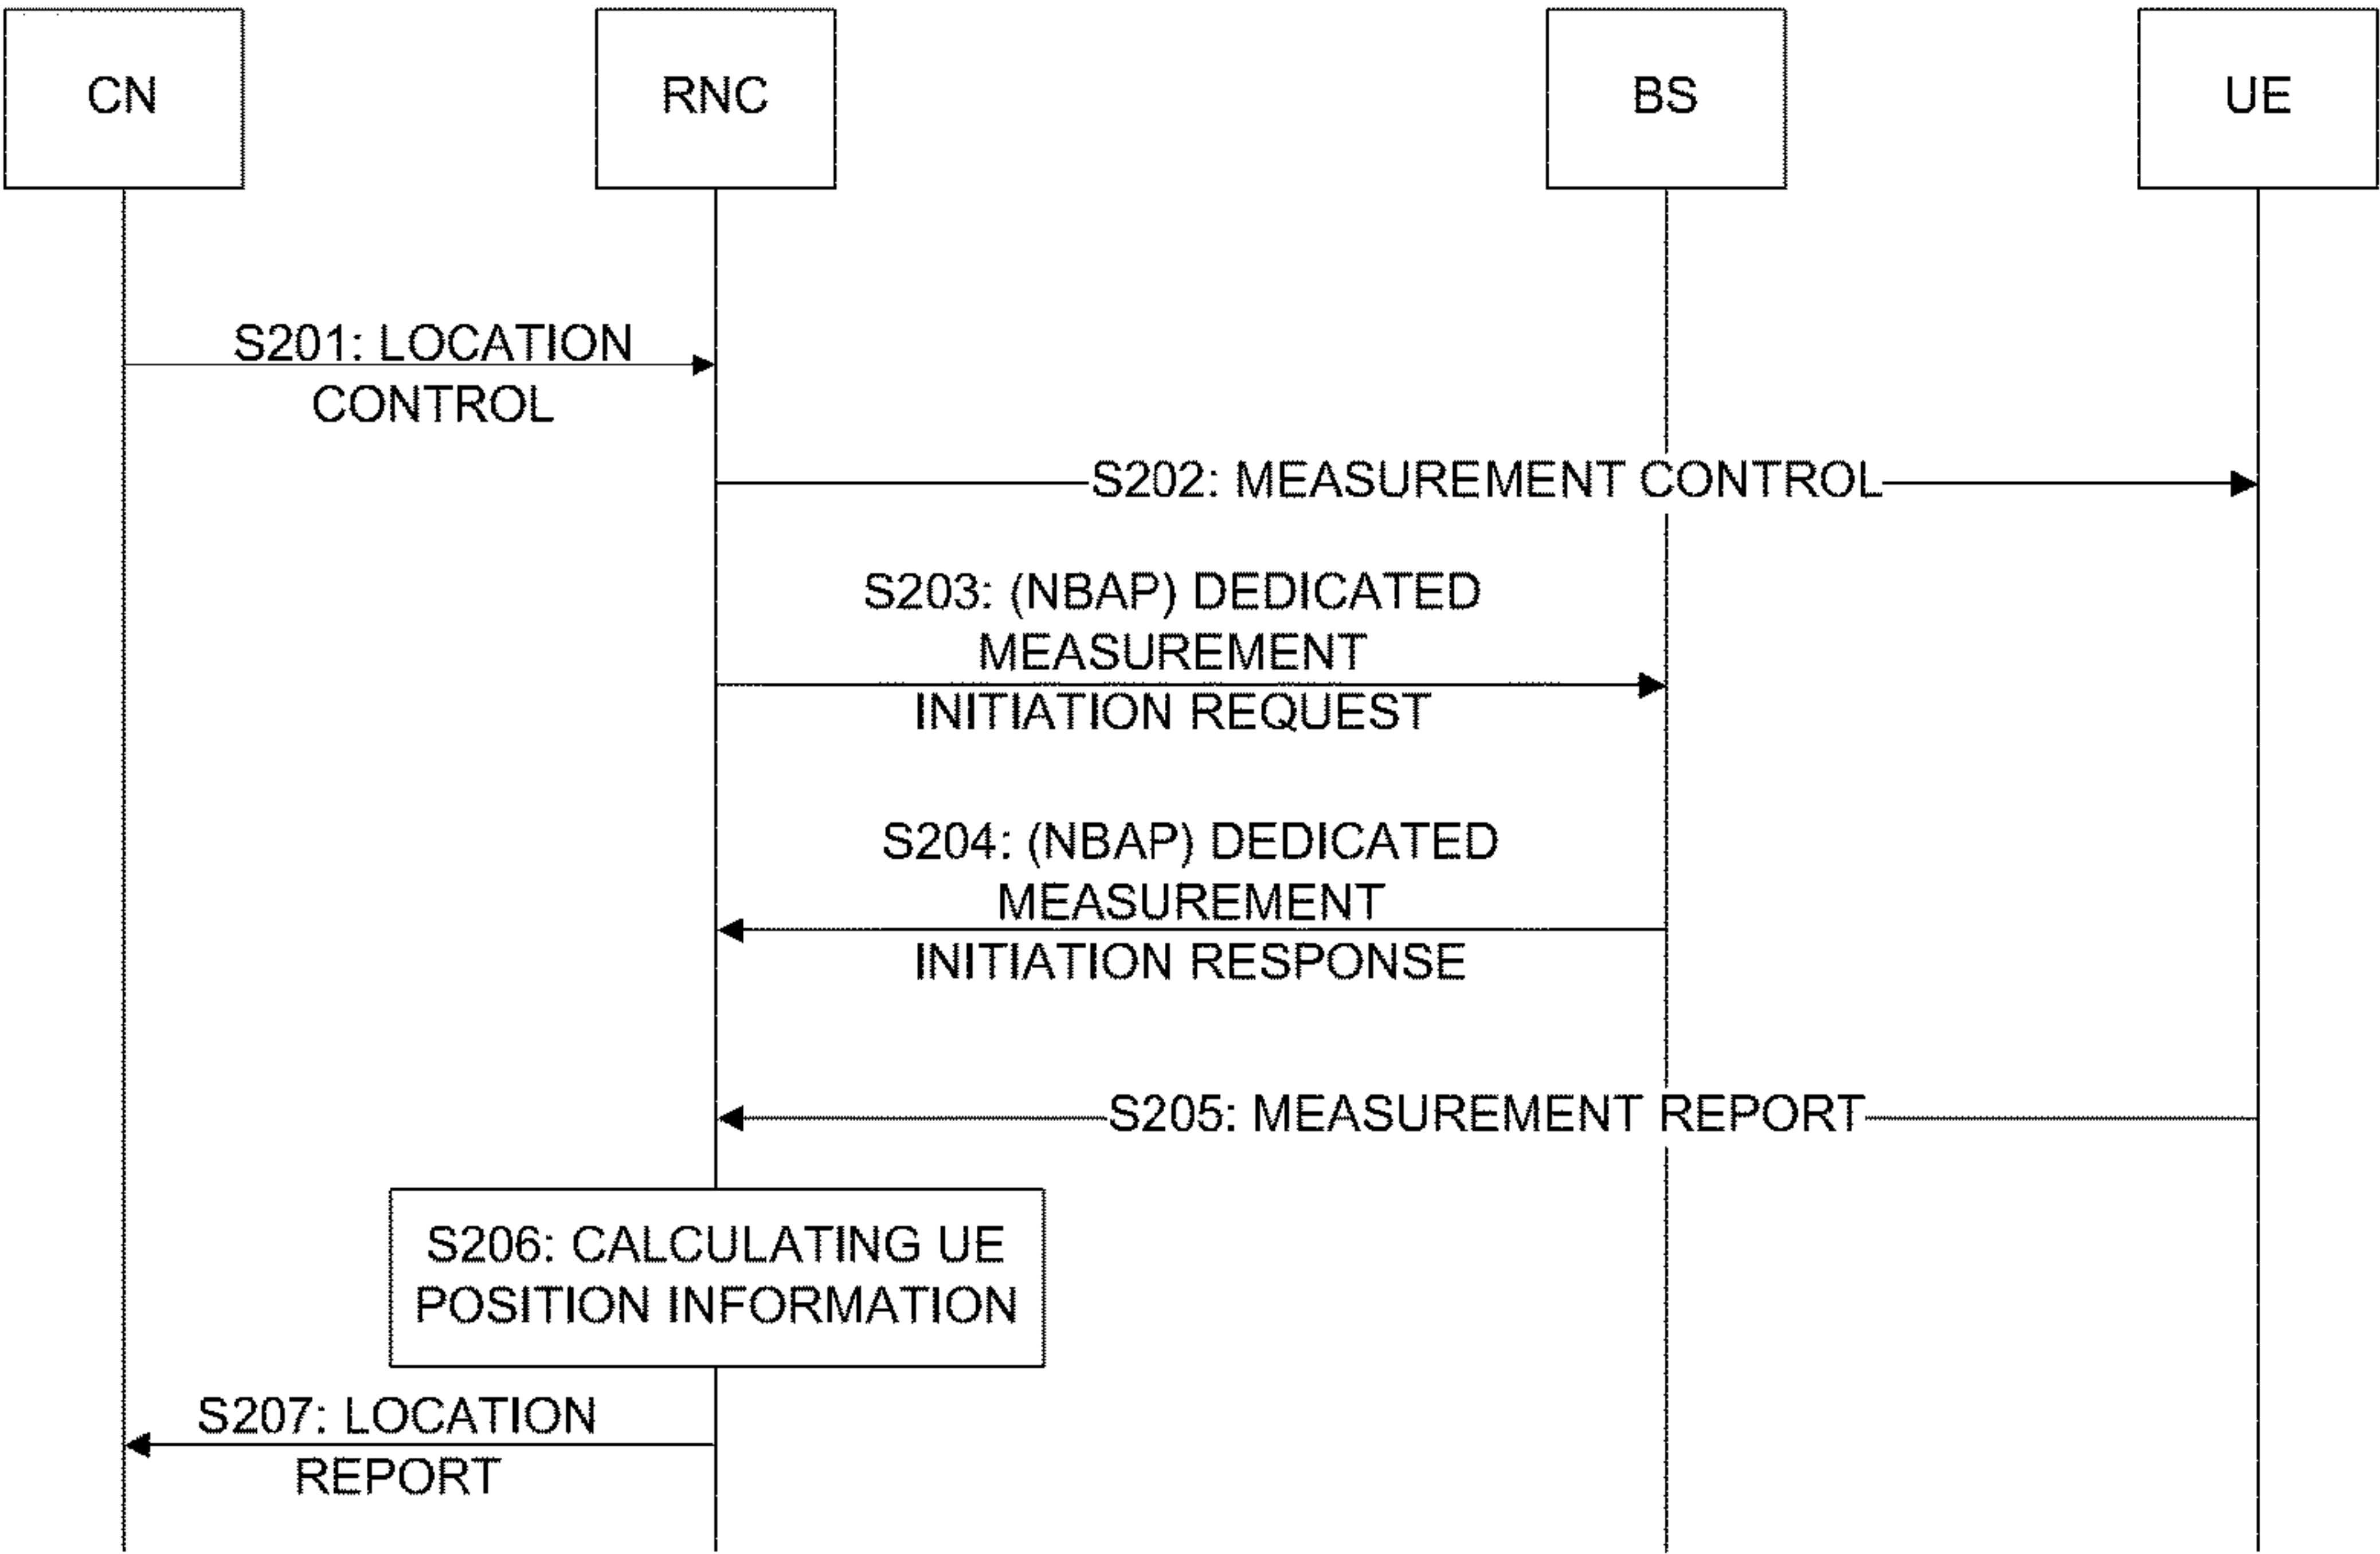 CN
RNC
BS
UE
S201: LOCATION
CONTROL
S202: MEASUREMENT CONTROL
S203: (NBAP) DEDICATED
MEASUREMENT
INITIATION REQUEST
S204: (NBAP) DEDICATED
MEASUREMENT
INITIATION RESPONSE
S205: MEASUREMENT REPORT
S206: CALCULATING UE
POSITION INFORMATION
S207: LOCATION
REPORT